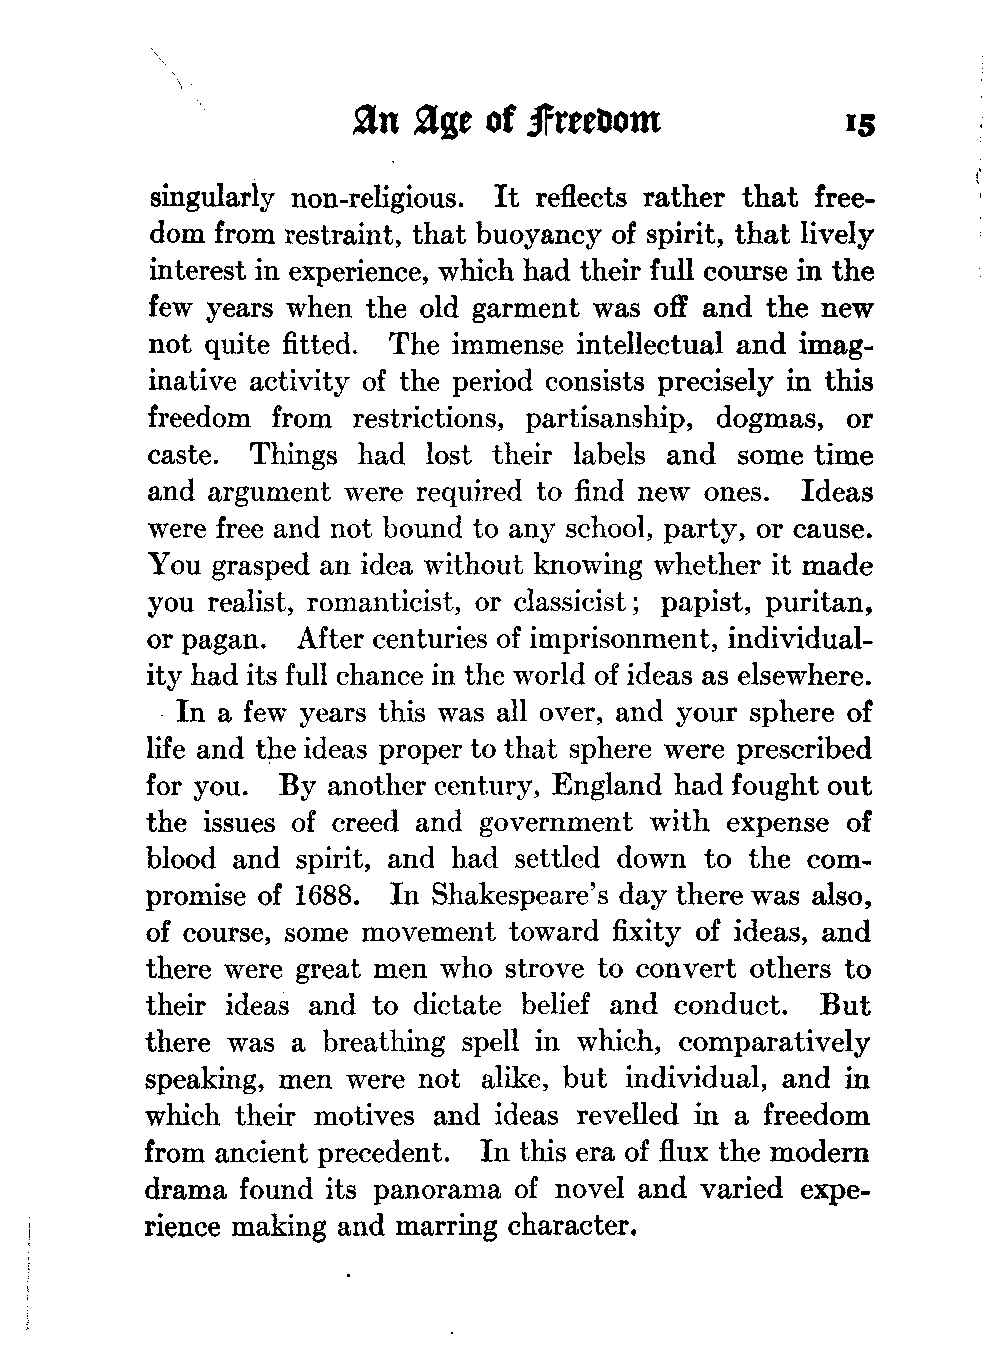 An Age of Freedom 15
singularly non-religious. It reflects rather that free-
dom from restraint, that buoyancy of spirit, that lively
interest in experience, which had their full course in the
few years when the old garment was off and the new
not quite fitted. The immense intellectual and imag-
inative activity of the period consists precisely in this
freedom from restrictions, partisanship, dogmas, or
caste. Things had lost their labels and some time
and argument were required to find new ones. Ideas
were free and not bound to any school, party, or cause.
You grasped an idea without knowing whether it made
you realist, romanticist, or classicist; papist, puritan,
or pagan. After centuries of imprisonment, individual-
ity had its full chance in the world of ideas as elsewhere.
In a few years this was all over, and your sphere of
life and the ideas proper to that sphere were prescribed
for you. By another century, England had fought out
the issues of creed and government with expense of
blood and spirit, and had settled down to the com-
promise of 1688. In Shakespeare's day there was also,
of course, some movement toward fixity of ideas, and
there were great men who strove to convert others to
their ideas and to dictate belief and conduct. But
there was a breathing spell in which, comparatively
speaking, men were not alike, but individual, and in
which their motives and ideas revelled in a freedom
from ancient precedent. In this era of flux the modern
drama found its panorama of novel and varied expe-
rience making and marring character.